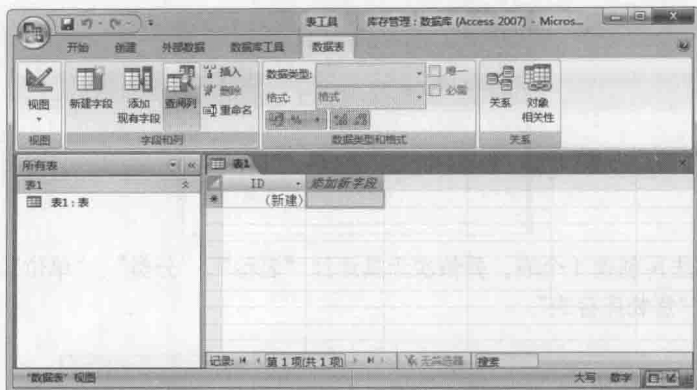 表工具 库存管理：数据库 (Access 2007) - Micros...
开始 创建 外部数据 数据库工具 数据表
视图
新建字段
添加
现有字段
查阅列
插入
删除
重命名
数据类型:
格式: 格式
唯一
必需
关系
对象
相关性
视图 字段和列 数据类型和格式 关系
所有表
表1
表1:表
表1
ID 添加新字段
(新建)
记录: 第 1 项(共 1 项) 无筛选器 搜索
"数据表" 视图 大写 数字